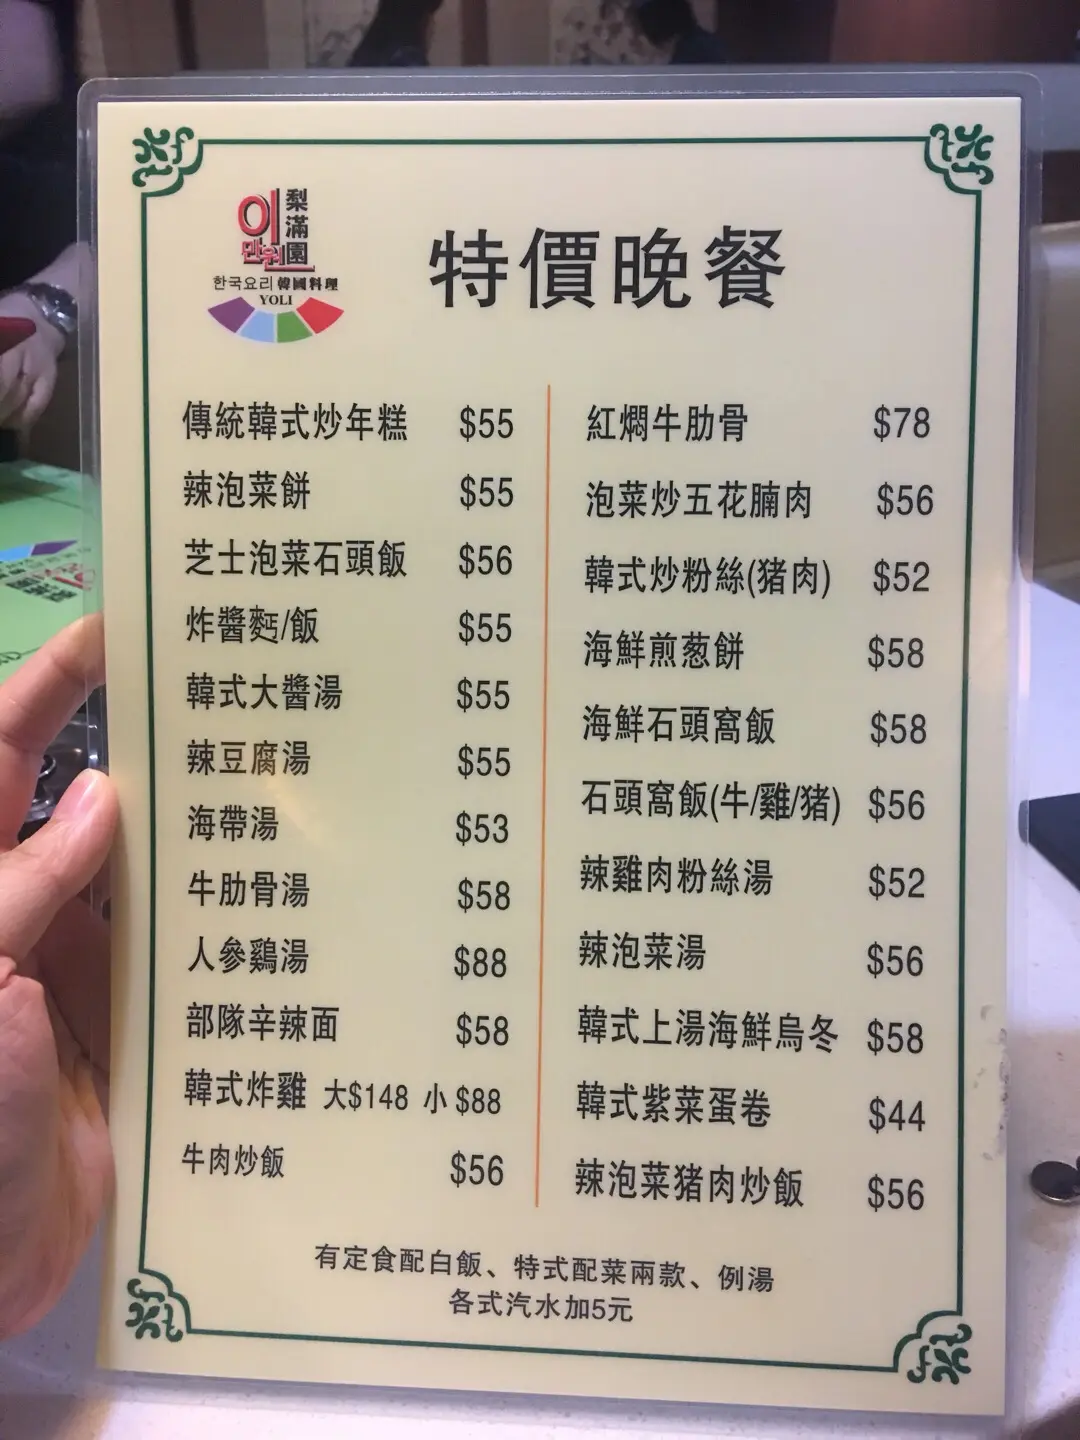 이만원
梨滿園
한국요리 韓國料理
YOLI
特價晚餐
傳統韓式炒年糕 $55
辣泡菜餅 $55
芝士泡菜石頭飯 $56
炸醬麪/飯 $55
韓式大醬湯 $55
辣豆腐湯 $55
海帶湯 $53
牛肋骨湯 $58
人參鷄湯 $88
部隊辛辣面 $58
韓式炸雞 大$148 小 $88
牛肉炒飯 $56
紅燜牛肋骨 $78
泡菜炒五花腩肉 $56
韓式炒粉絲(猪肉) $52
海鮮煎葱餅 $58
海鮮石頭窩飯 $58
石頭窩飯(牛/雞/猪) $56
辣雞肉粉絲湯 $52
辣泡菜湯 $56
韓式上湯海鮮烏冬 $58
韓式紫菜蛋卷 $44
辣泡菜猪肉炒飯 $56
有定食配白飯、特式配菜兩款、例湯
各式汽水加5元